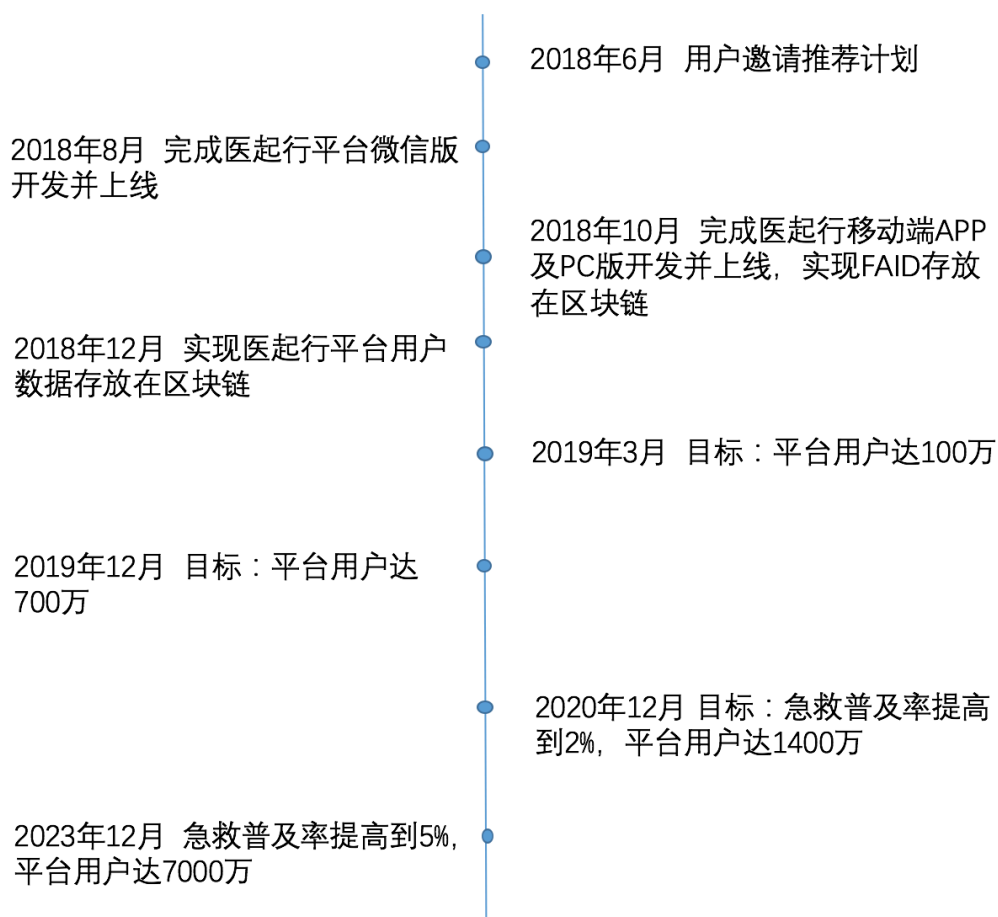 2018年6月 用户邀请推荐计划
2018年8月 完成医起行平台微信版
开发并上线
2018年10月 完成医起行移动端APP
及PC版开发并上线，实现FAID存放
在区块链
2018年12月 实现医起行平台用户
数据存放在区块链
2019年3月 目标：平台用户达100万
2019年12月 目标：平台用户达
700万
2020年12月 目标：急救普及率提高
到2%，平台用户达1400万
2023年12月 急救普及率提高到5%，
平台用户达7000万